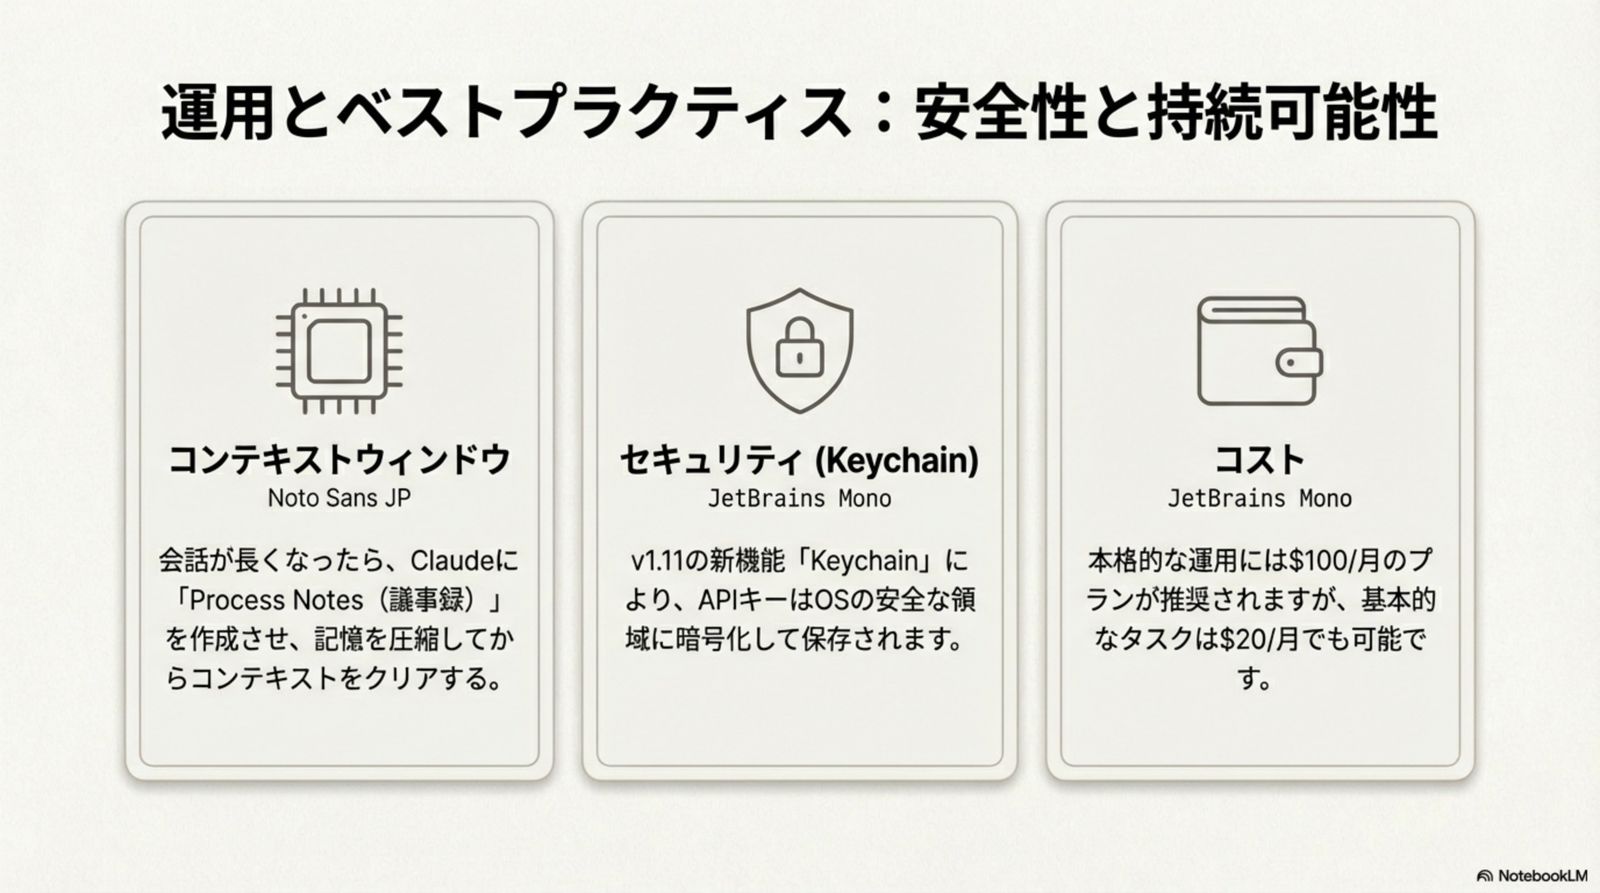 運用とベストプラクティス：安全性と持続可能性
コンテキストウィンドウ
Noto Sans JP
会話が長くなったら、Claudeに
「Process Notes（議事録）」
を作成させ、記憶を圧縮してか
らコンテキストをクリアする。
セキュリティ (Keychain)
JetBrains Mono
v1.11の新機能「Keychain」に
より、APIキーはOSの安全な領
域に暗号化して保存されます。
コスト
JetBrains Mono
本格的な運用には$100/月のプ
ランが推奨されますが、基本的
なタスクは$20/月でも可能で
す。
NotebookLM